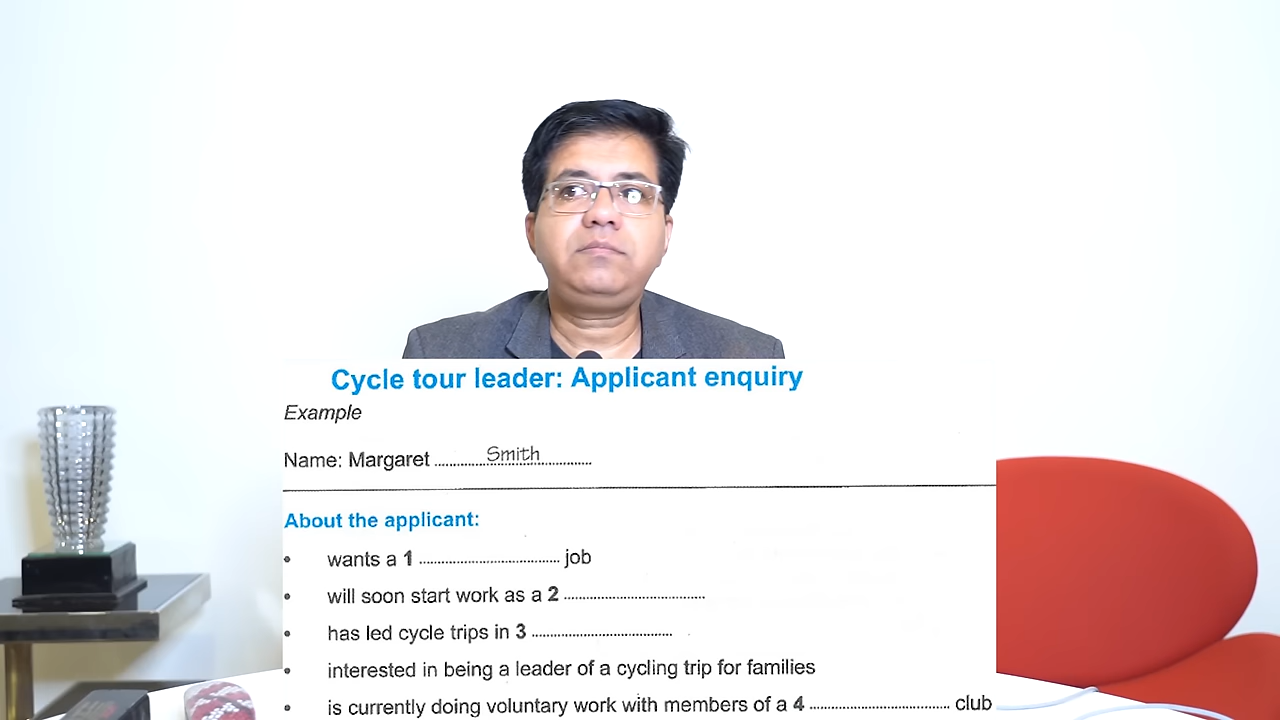 Cycle tour leader: Applicant enquiry
Example
Name: Margaret ............Smith............
About the applicant:
• wants a 1 .................................... job
• will soon start work as a 2 ....................................
• has led cycle trips in 3 ....................................
• interested in being a leader of a cycling trip for families
• is currently doing voluntary work with members of a 4 .................................... club